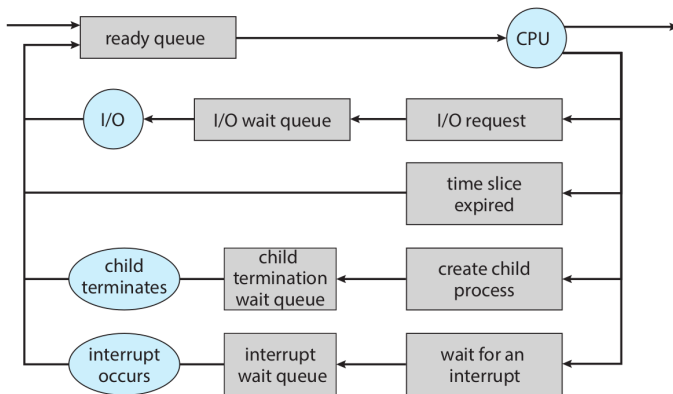 ready queue
CPU
I/O
I/O wait queue
I/O request
time slice
expired
child
terminates
child
termination
wait queue
create child
process
interrupt
occurs
interrupt
wait queue
wait for an
interrupt